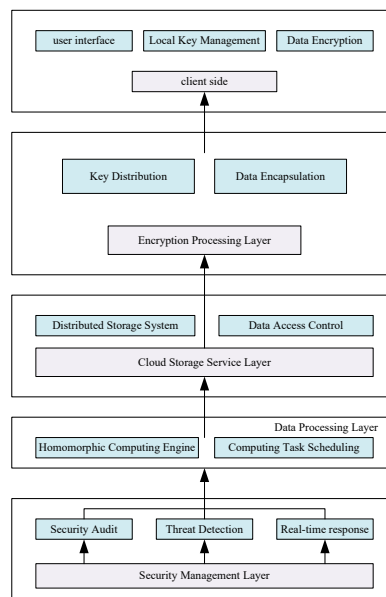 user interface
Local Key Management
Data Encryption
client side
Key Distribution
Data Encapsulation
Encryption Processing Layer
Distributed Storage System
Data Access Control
Cloud Storage Service Layer
Data Processing Layer
Homomorphic Computing Engine
Computing Task Scheduling
Security Audit
Threat Detection
Real-time response
Security Management Layer